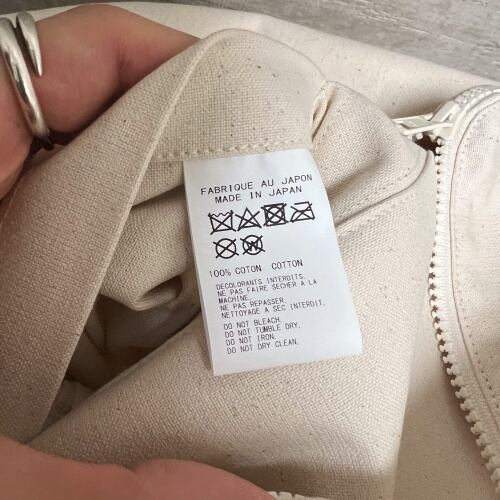 FABRIQUE AU JAPON
MADE IN JAPAN
W
100% COTON COTTON
DECOLORANTS INTERDITS.
NE PAS FAIRE SECHER A LA
MACHINE.
NE PAS REPASSER.
NETTOYAGE A SEC INTERDIT.
DO NOT BLEACH.
DO NOT TUMBLE DRY.
DO NOT IRON.
DO NOT DRY CLEAN.